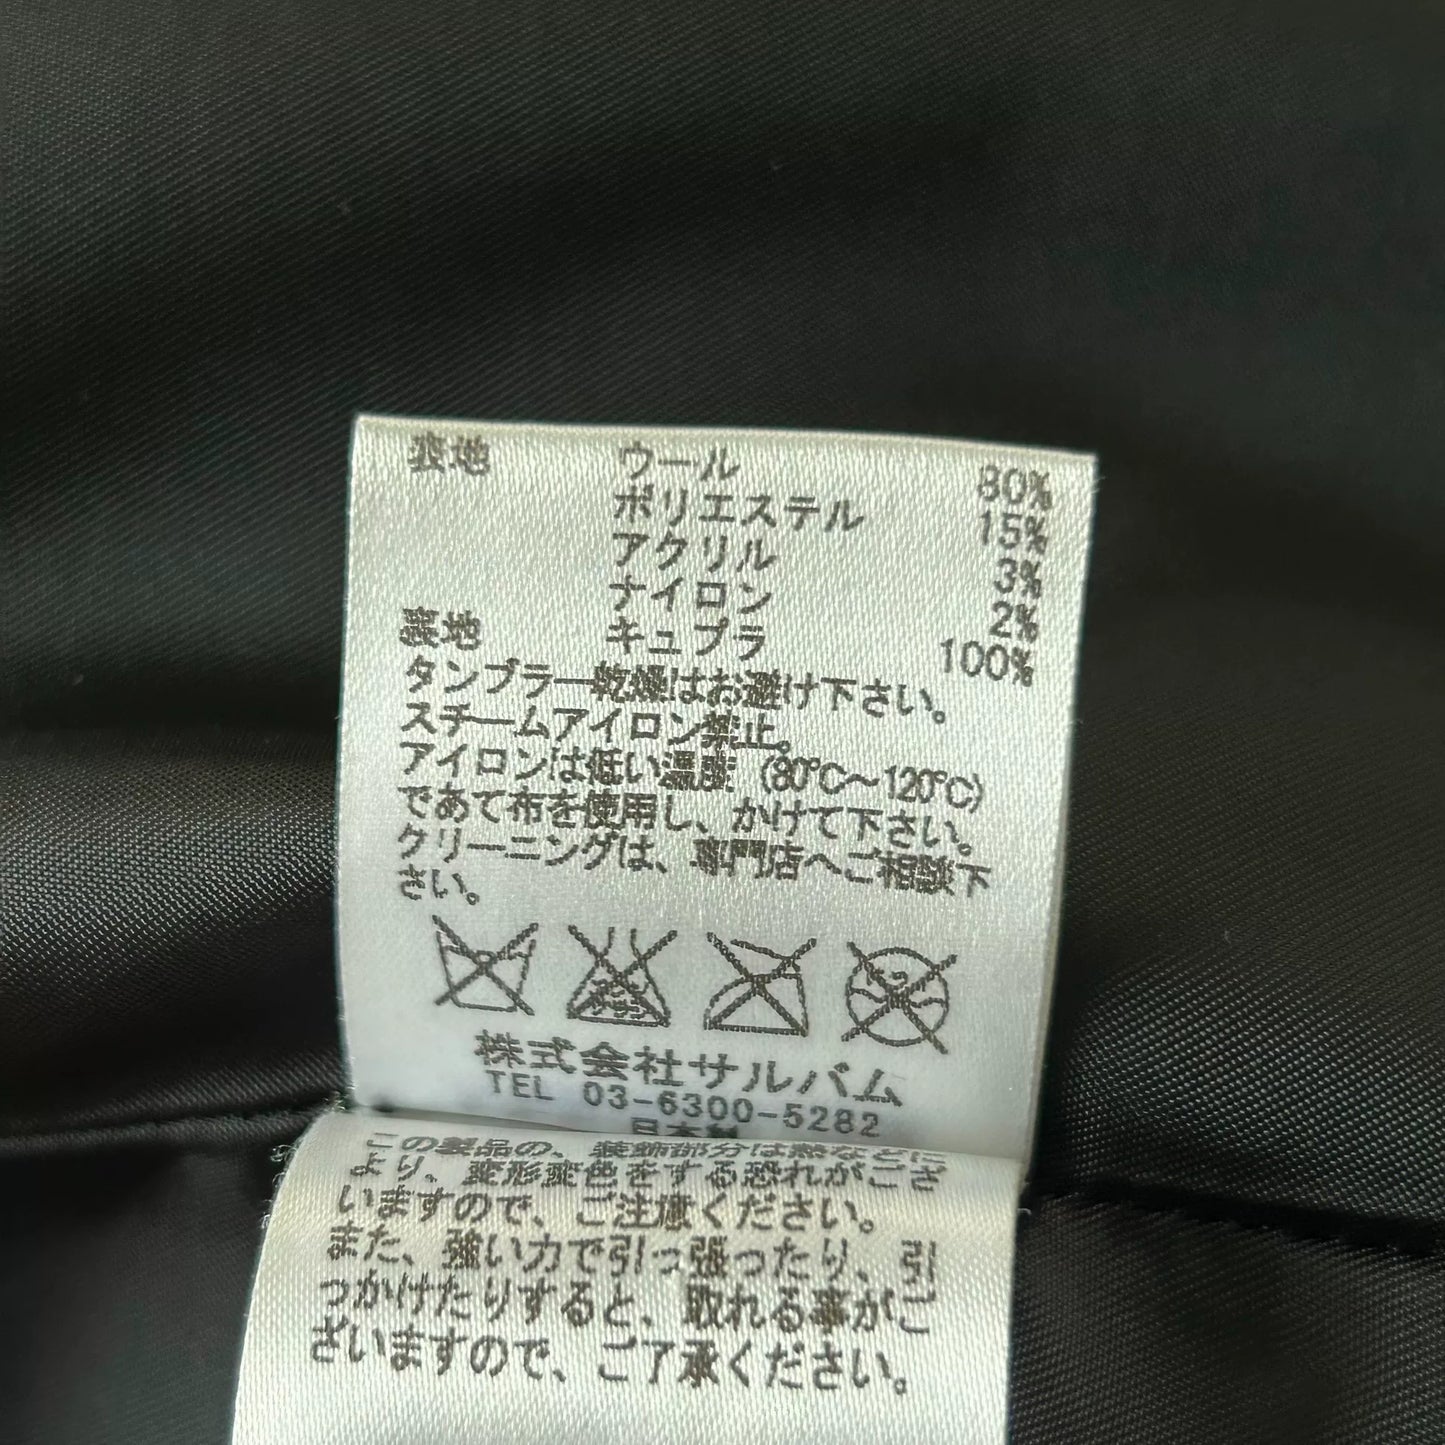 表地 ウール 80%
ポリエステル 15%
アクリル 3%
ナイロン 2%
裏地 キュプラ 100%
タンブラー乾燥はお避け下さい。
スチームアイロン禁止。
アイロンは低い温度 (80℃～120℃)
であて布を使用し、かけて下さい。
クリーニングは、専門店へご相談下
さい。
株式会社サルバム
TEL 03-6300-5282
日本製
この製品の、装飾部分は熱などに
より、変形変色をする恐れがござ
いますので、ご注意ください。
また、強い力で引っ張ったり、引
っかけたりすると、取れる事がご
ざいますので、ご了承ください。